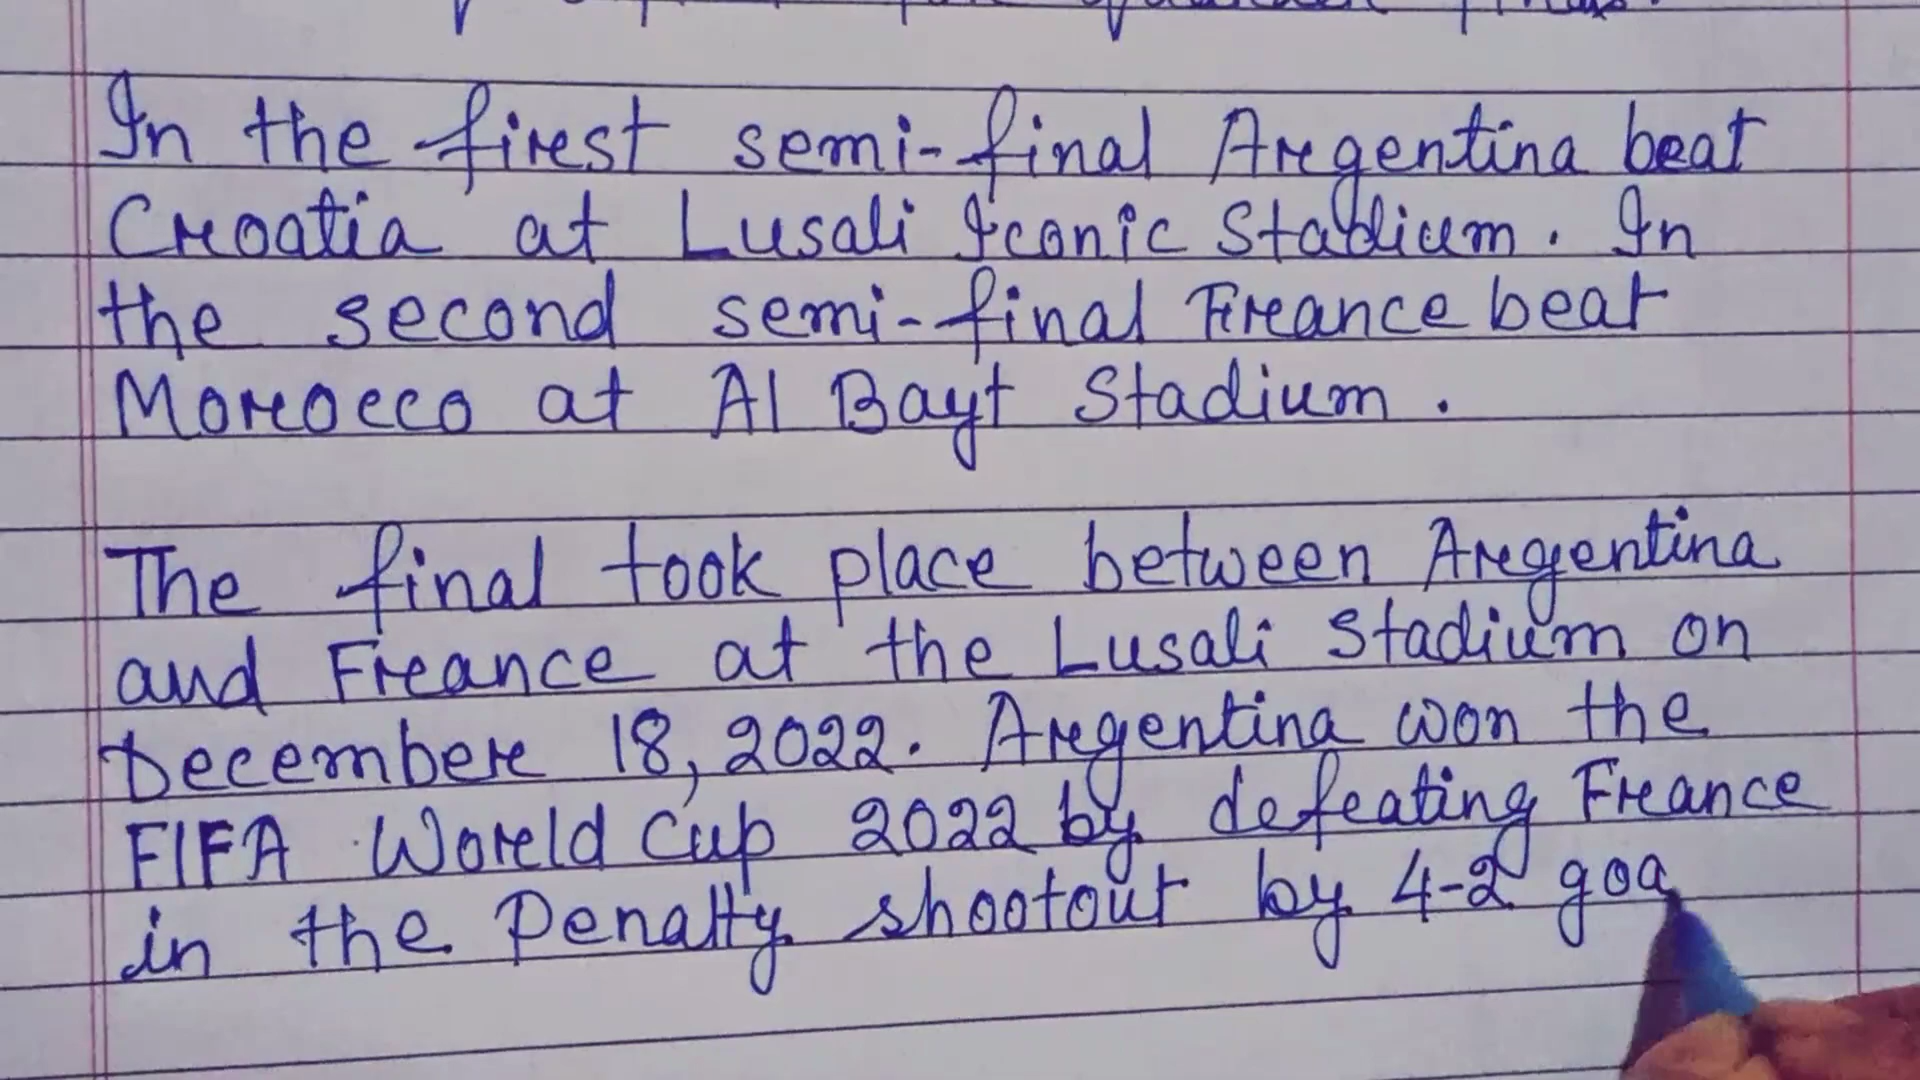 In the first semi-final Argentina beat
Croatia at Lusali Iconic Stadium. In
the second semi-final France beat
Morocco at Al Bayt Stadium.
The final took place between Argentina
and France at the Lusali Stadium on
December 18, 2022. Argentina won the
FIFA World Cup 2022 by defeating France
in the Penalty shootout by 4-2 goa